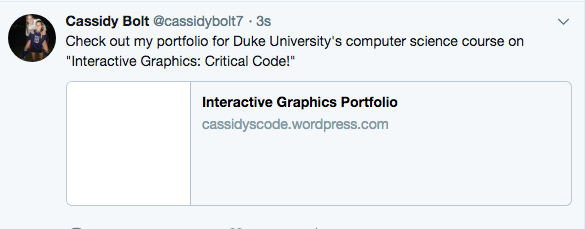 Cassidy Bolt @cassidybolt7 · 3s
Check out my portfolio for Duke University's computer science course on
"Interactive Graphics: Critical Code!"
Interactive Graphics Portfolio
cassidyscode.wordpress.com